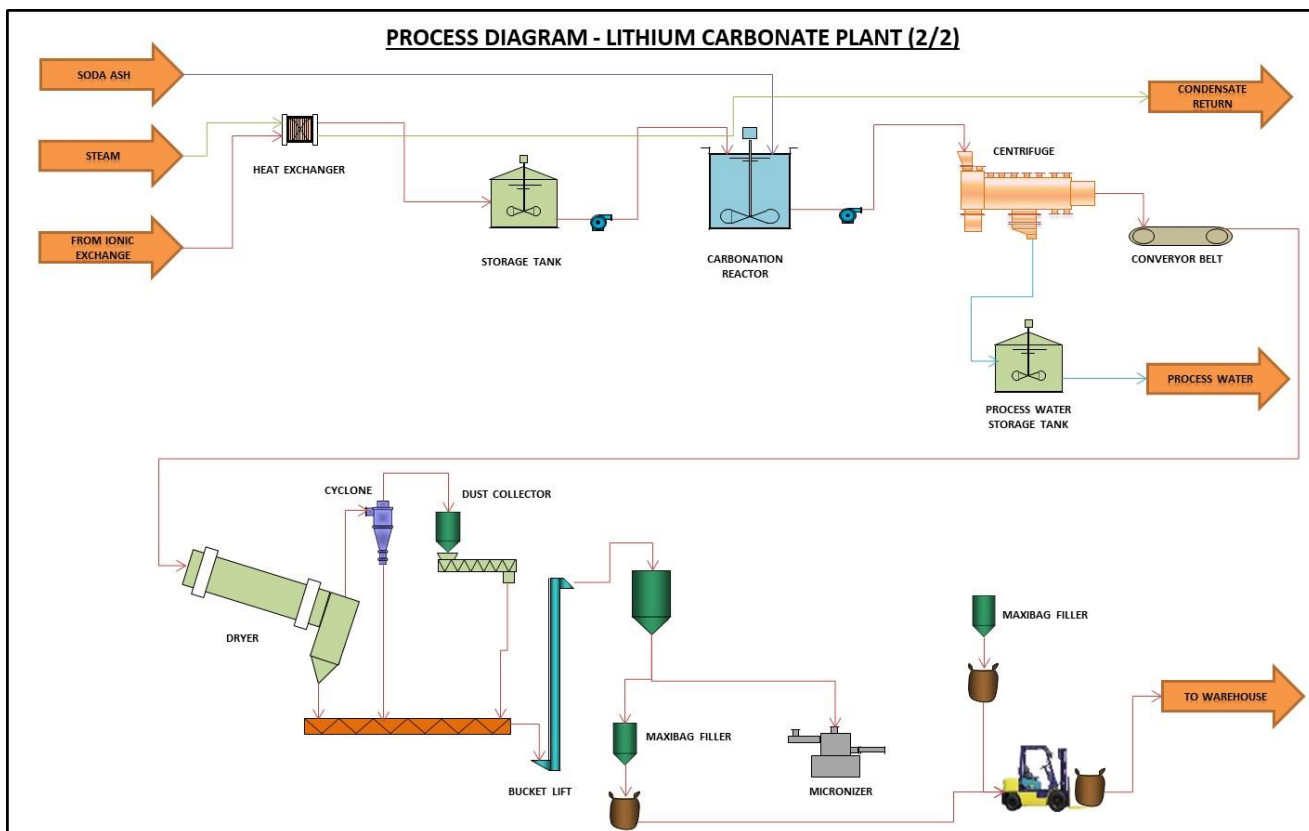 PROCESS DIAGRAM - LITHIUM CARBONATE PLANT (2/2)
SODA ASH
CONDENSATE
RETURN
STEAM
HEAT EXCHANGER
CENTRIFUGE
FROM IONIC
EXCHANGE
STORAGE TANK
CARBONATION
REACTOR
CONVERYOR BELT
PROCESS WATER
PROCESS WATER
STORAGE TANK
CYCLONE
DUST COLLECTOR
DRYER
MAXIBAG FILLER
TO WAREHOUSE
MAXIBAG FILLER
BUCKET LIFT
MICRONIZER